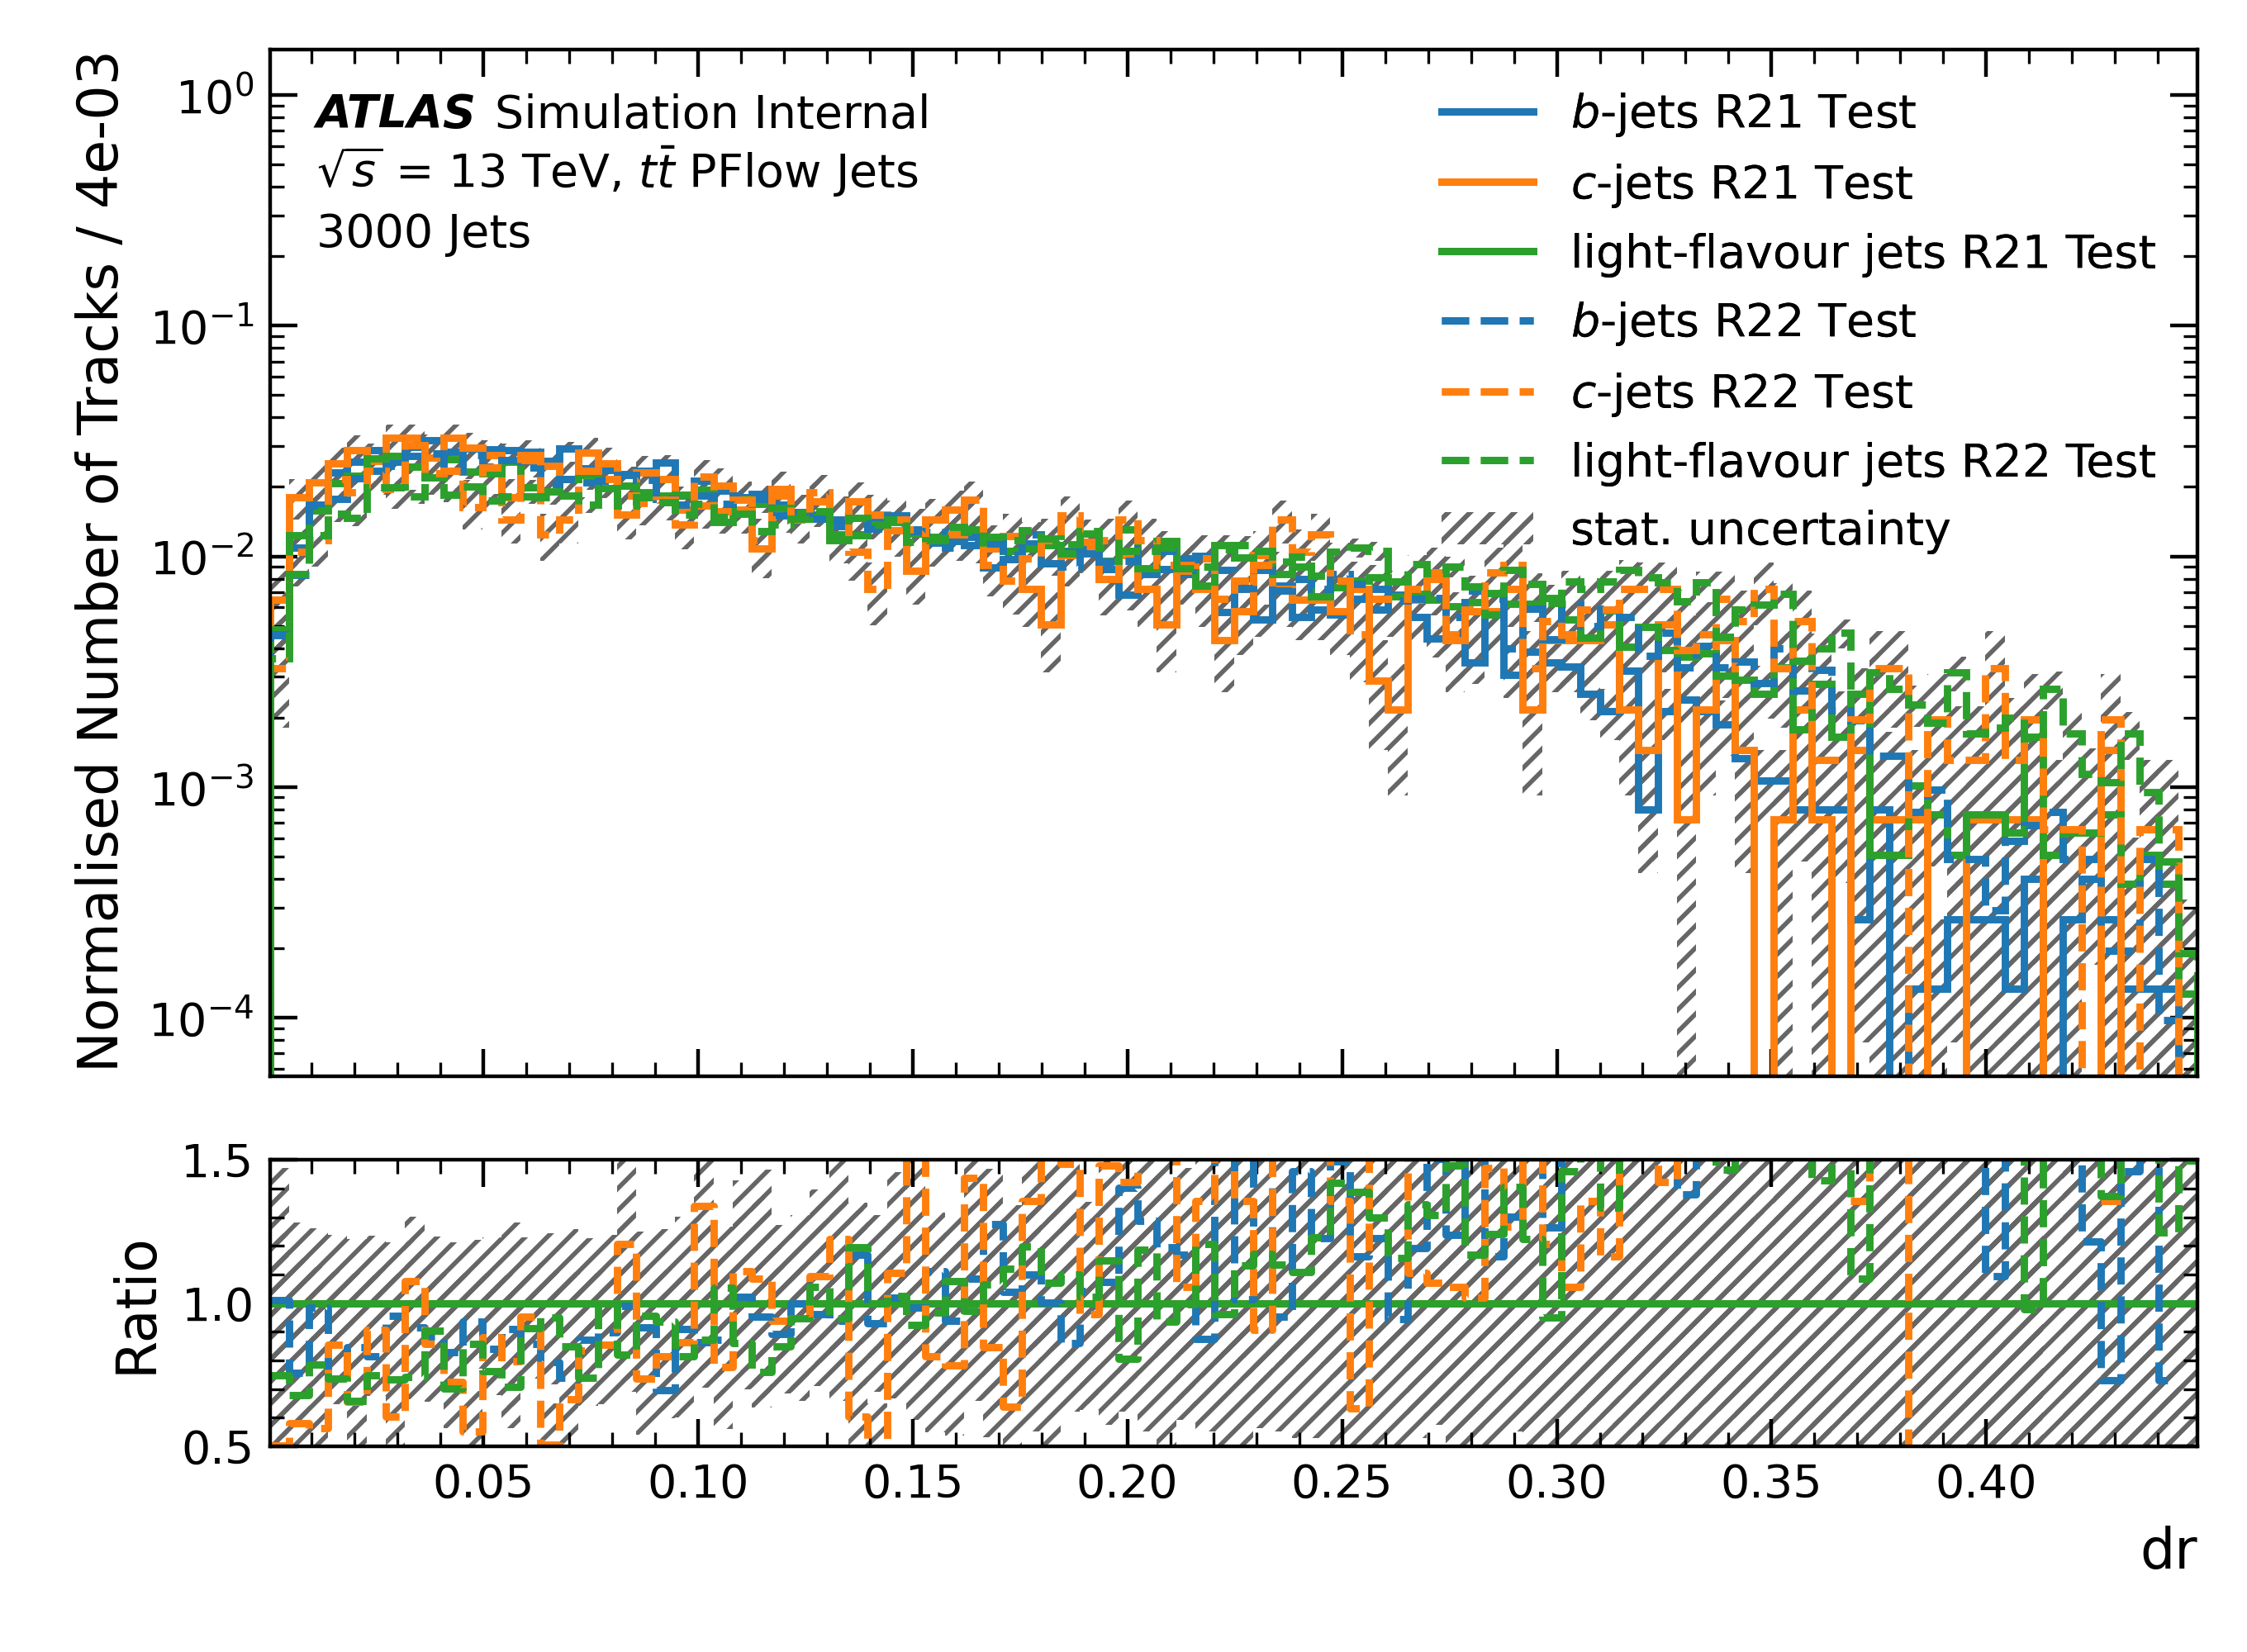 Normalised Number of Tracks / 4e-03
10⁰
10⁻¹
10⁻²
10⁻³
10⁻⁴
ATLAS Simulation Internal
√s = 13 TeV, tt̄ PFlow Jets
3000 Jets
b-jets R21 Test
c-jets R21 Test
light-flavour jets R21 Test
b-jets R22 Test
c-jets R22 Test
light-flavour jets R22 Test
stat. uncertainty
Ratio
1.5
1.0
0.5
0.05 0.10 0.15 0.20 0.25 0.30 0.35 0.40
dr